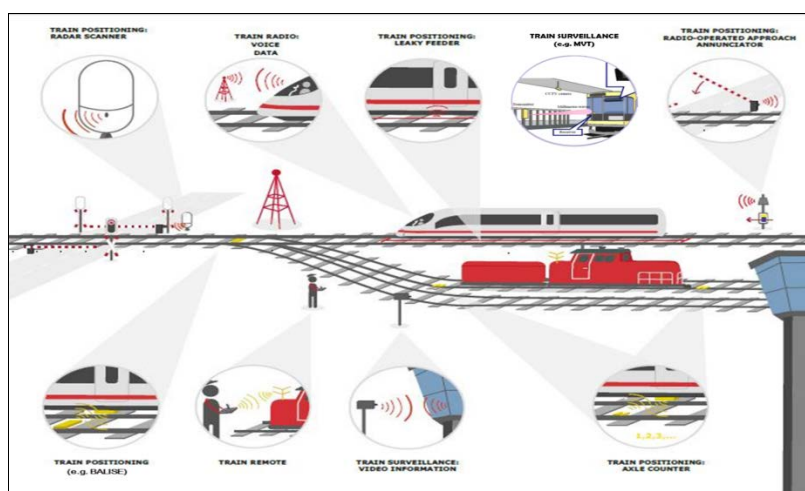 TRAIN POSITIONING:
RADAR SCANNER
TRAIN RADIO:
VOICE
DATA
TRAIN POSITIONING:
LEAKY FEEDER
TRAIN SURVEILLANCE
(e.g. MVT)
TRAIN POSITIONING:
RADIO-OPERATED APPROACH
ANNUNCIATOR
1,2,3,...
TRAIN POSITIONING
(e.g. BALISE)
TRAIN REMOTE
TRAIN SURVEILLANCE:
VIDEO INFORMATION
TRAIN POSITIONING:
AXLE COUNTER